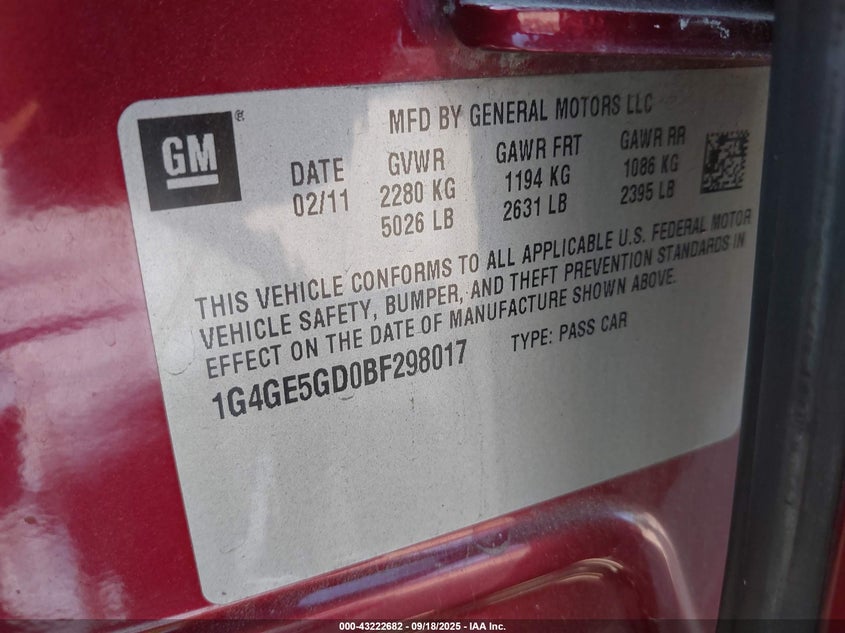 GM ®
MFD BY GENERAL MOTORS LLC
DATE GVWR GAWR FRT GAWR RR
02/11 2280 KG 1194 KG 1086 KG
5026 LB 2631 LB 2395 LB
THIS VEHICLE CONFORMS TO ALL APPLICABLE U.S. FEDERAL MOTOR
VEHICLE SAFETY, BUMPER, AND THEFT PREVENTION STANDARDS IN
EFFECT ON THE DATE OF MANUFACTURE SHOWN ABOVE.
1G4GE5GD0BF298017 TYPE: PASS CAR
000-43222682 - 09/18/2025 - IAA Inc.